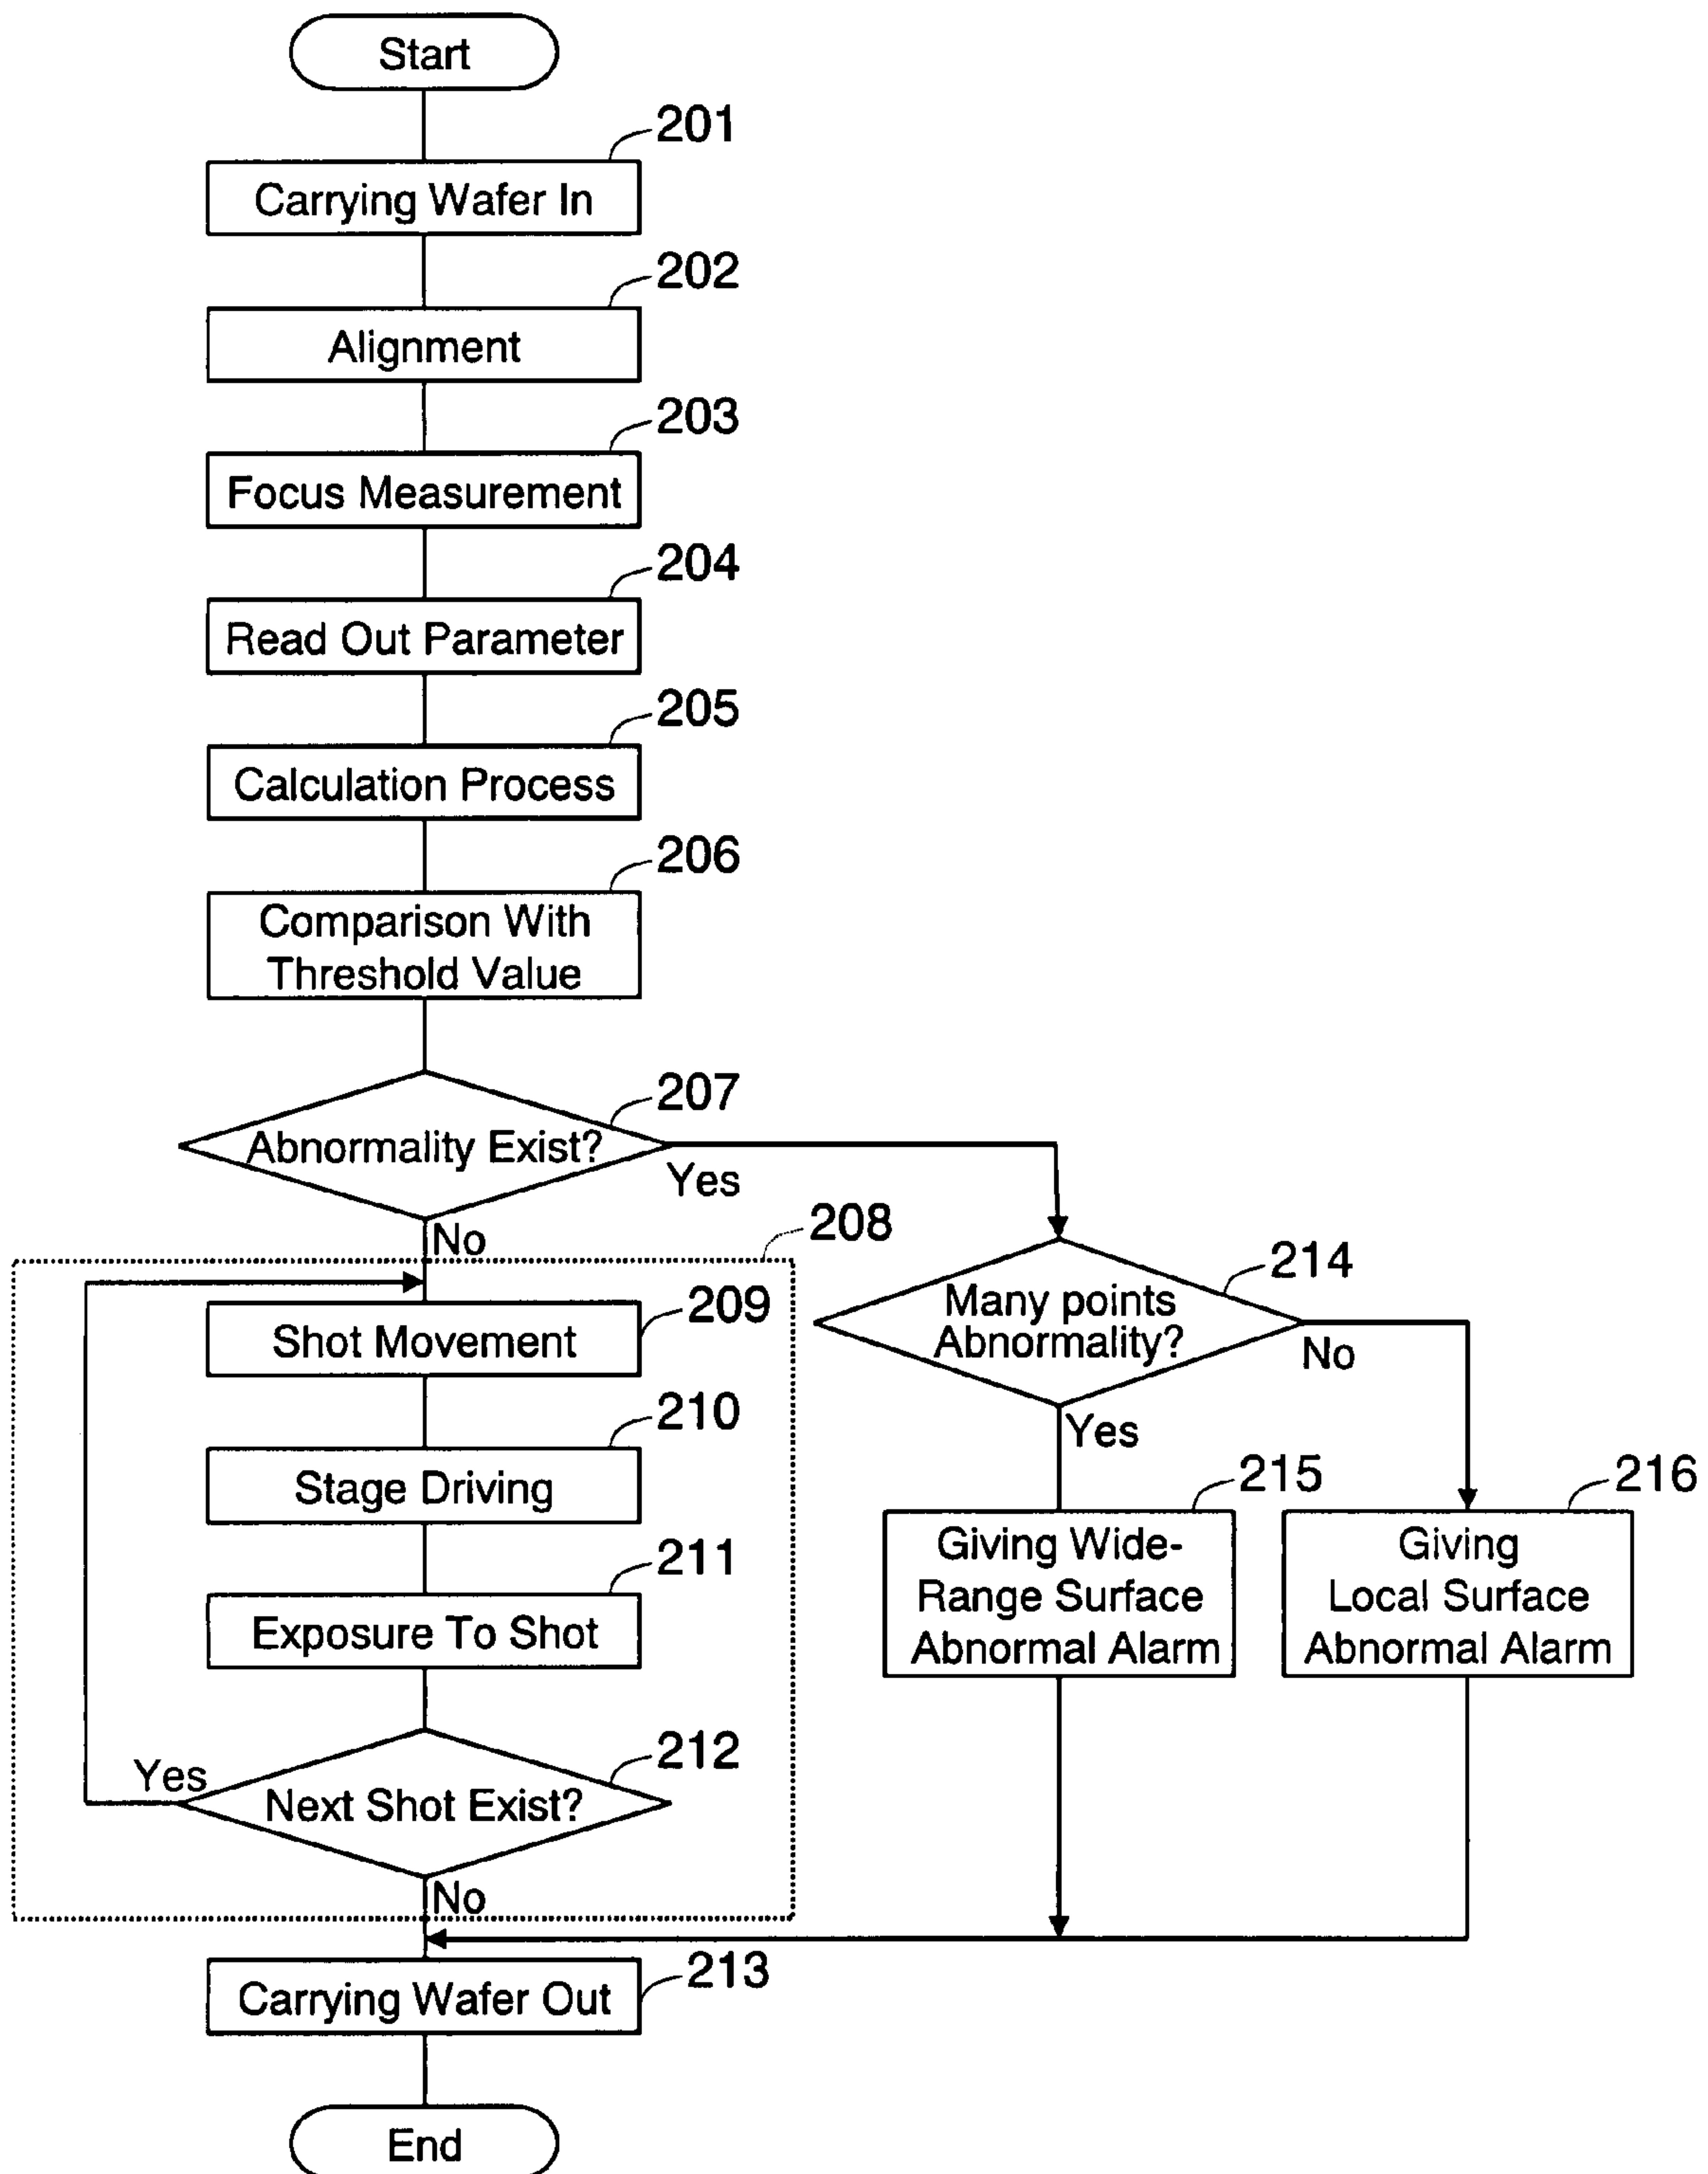 Start
201
Carrying Wafer In
202
Alignment
203
Focus Measurement
204
Read Out Parameter
205
Calculation Process
206
Comparison With
Threshold Value
207
Abnormality Exist?
Yes
No
208
209
Shot Movement
210
Stage Driving
211
Exposure To Shot
212
Yes
Next Shot Exist?
No
214
Many points
Abnormality?
No
Yes
215
Giving Wide-
Range Surface
Abnormal Alarm
216
Giving
Local Surface
Abnormal Alarm
213
Carrying Wafer Out
End